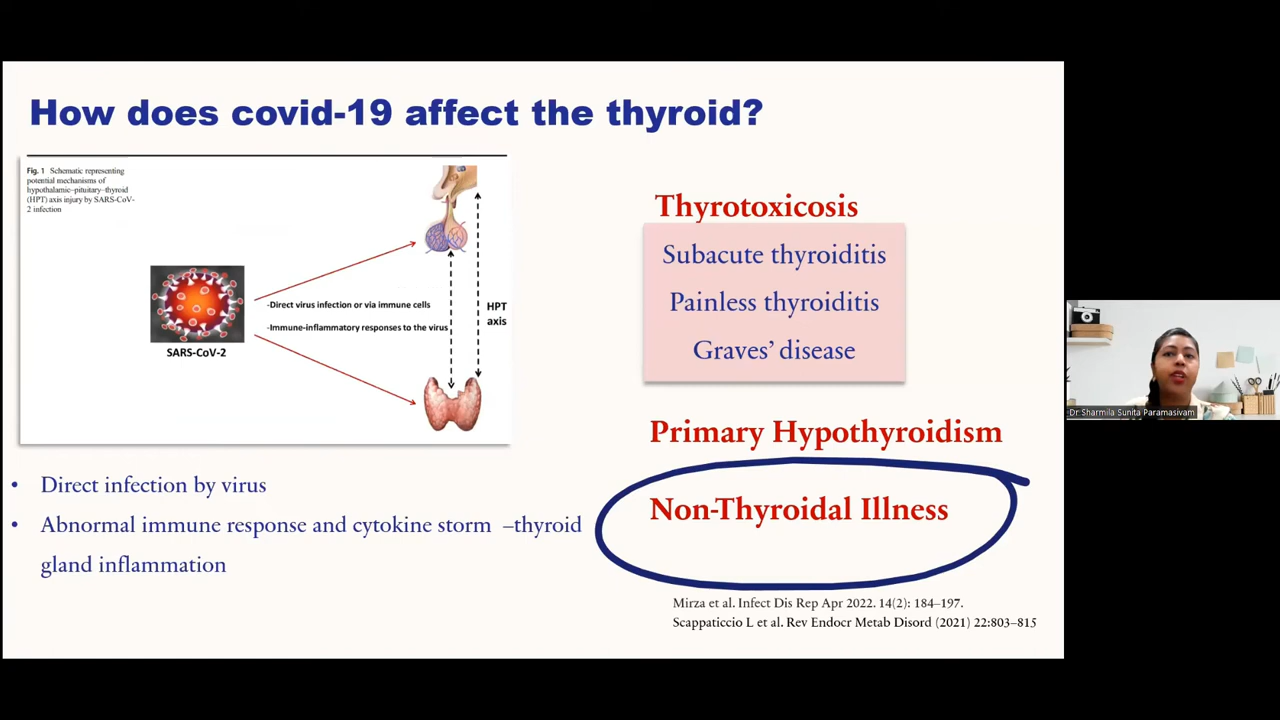 How does covid-19 affect the thyroid?
Fig. 1 Schematic representing
potential mechanisms of
hypothalamic–pituitary–thyroid
(HPT) axis injury by SARS-CoV-
2 infection
-Direct virus infection or via immune cells
-Immune-inflammatory responses to the virus
HPT
axis
SARS-CoV-2
• Direct infection by virus
• Abnormal immune response and cytokine storm –thyroid
gland inflammation
Thyrotoxicosis
Subacute thyroiditis
Painless thyroiditis
Graves’ disease
Primary Hypothyroidism
Non-Thyroidal Illness
Mirza et al. Infect Dis Rep Apr 2022. 14(2): 184–197.
Scappaticcio L et al. Rev Endocr Metab Disord (2021) 22:803–815
Dr Sharmila Sunita Paramasivam